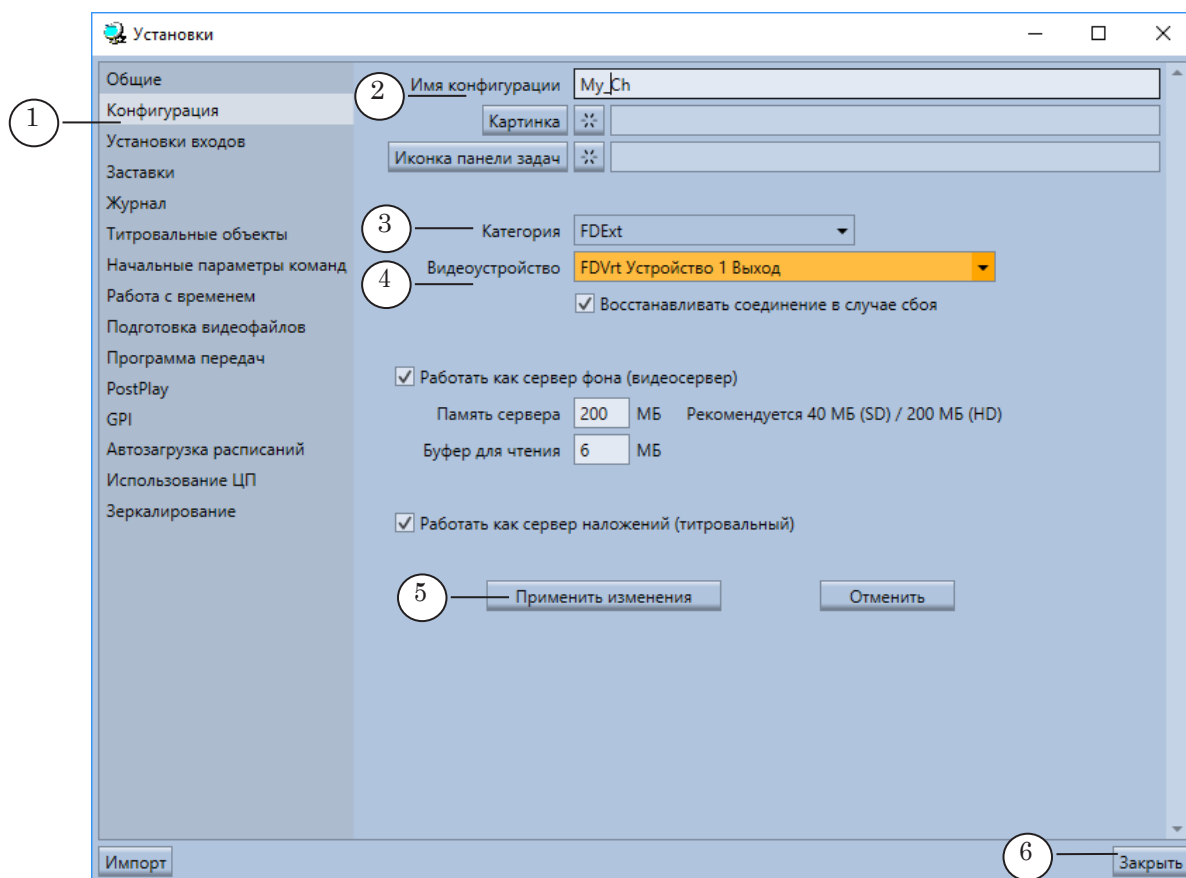 Установки
Общие
Конфигурация
Установки входов
Заставки
Журнал
Титровальные объекты
Начальные параметры команд
Работа с временем
Подготовка видеофайлов
Программа передач
PostPlay
GPI
Автозагрузка расписаний
Использование ЦП
Зеркалирование
1
2 Имя конфигурации My_Ch
Картинка
Иконка панели задач
3 Категория FDExt
4 Видеоустройство FDVrt Устройство 1 Выход
Восстанавливать соединение в случае сбоя
Работать как сервер фона (видеосервер)
Память сервера 200 МБ Рекомендуется 40 МБ (SD) / 200 МБ (HD)
Буфер для чтения 6 МБ
Работать как сервер наложений (титровальный)
5 Применить изменения Отменить
Импорт 6 Закрыть